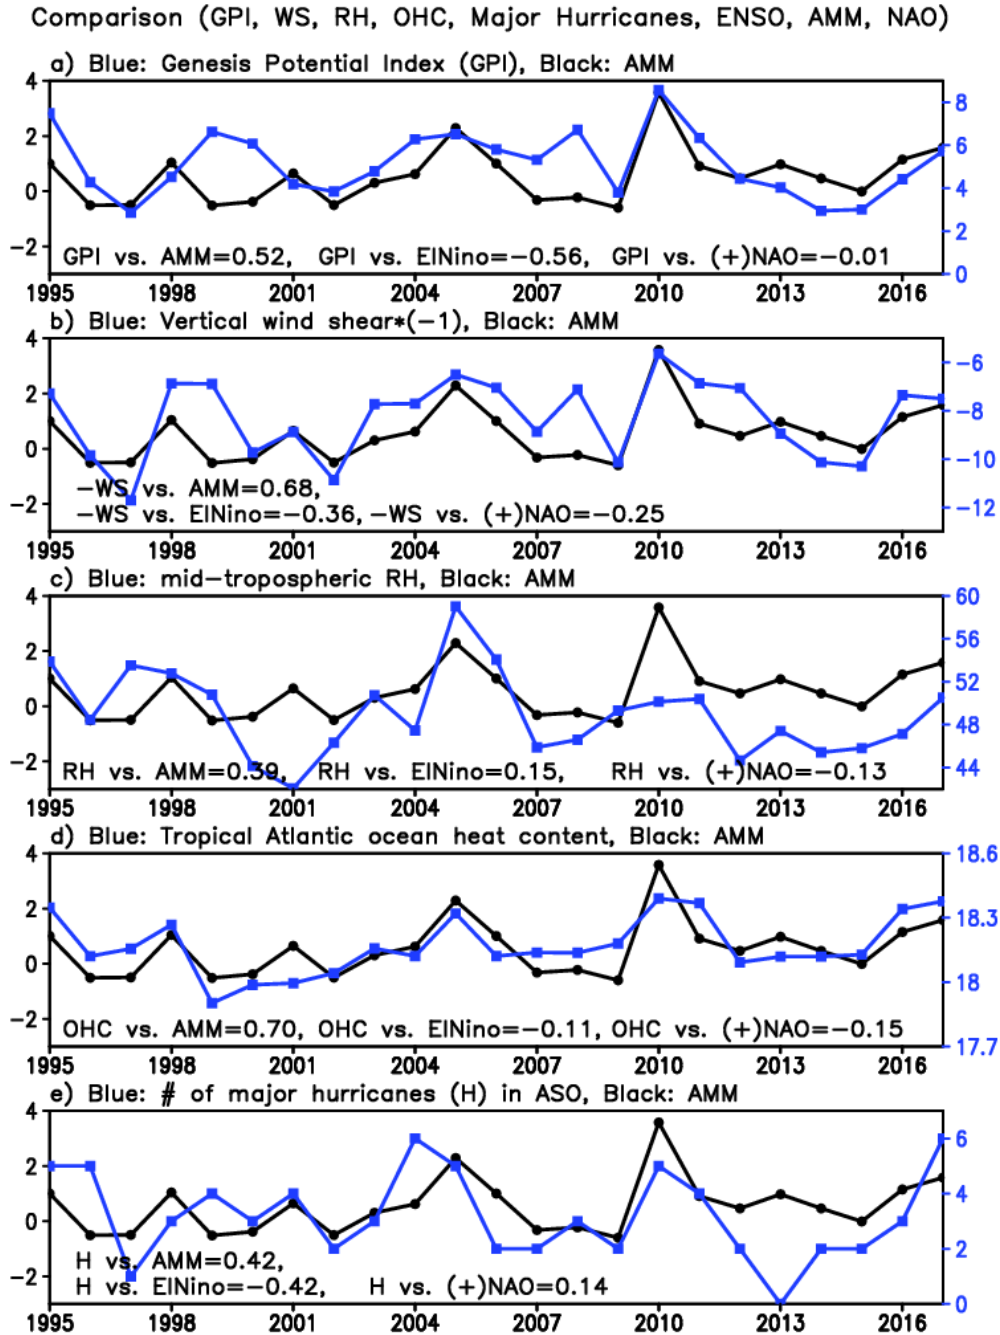 Comparison (GPI, WS, RH, OHC, Major Hurricanes, ENSO, AMM, NAO)
a) Blue: Genesis Potential Index (GPI), Black: AMM
4
2
0
−2
8
6
4
2
0
GPI vs. AMM=0.52, GPI vs. ElNino=−0.56, GPI vs. (+)NAO=−0.01
1995 1998 2001 2004 2007 2010 2013 2016
b) Blue: Vertical wind shear*(−1), Black: AMM
4
2
0
−2
−6
−8
−10
−12
−WS vs. AMM=0.68,
−WS vs. ElNino=−0.36, −WS vs. (+)NAO=−0.25
1995 1998 2001 2004 2007 2010 2013 2016
c) Blue: mid−tropospheric RH, Black: AMM
4
2
0
−2
60
56
52
48
44
RH vs. AMM=0.39, RH vs. ElNino=0.15, RH vs. (+)NAO=−0.13
1995 1998 2001 2004 2007 2010 2013 2016
d) Blue: Tropical Atlantic ocean heat content, Black: AMM
4
2
0
−2
18.6
18.3
18
17.7
OHC vs. AMM=0.70, OHC vs. ElNino=−0.11, OHC vs. (+)NAO=−0.15
1995 1998 2001 2004 2007 2010 2013 2016
e) Blue: # of major hurricanes (H) in ASO, Black: AMM
4
2
0
−2
6
4
2
0
H vs. AMM=0.42,
H vs. ElNino=−0.42, H vs. (+)NAO=0.14
1995 1998 2001 2004 2007 2010 2013 2016